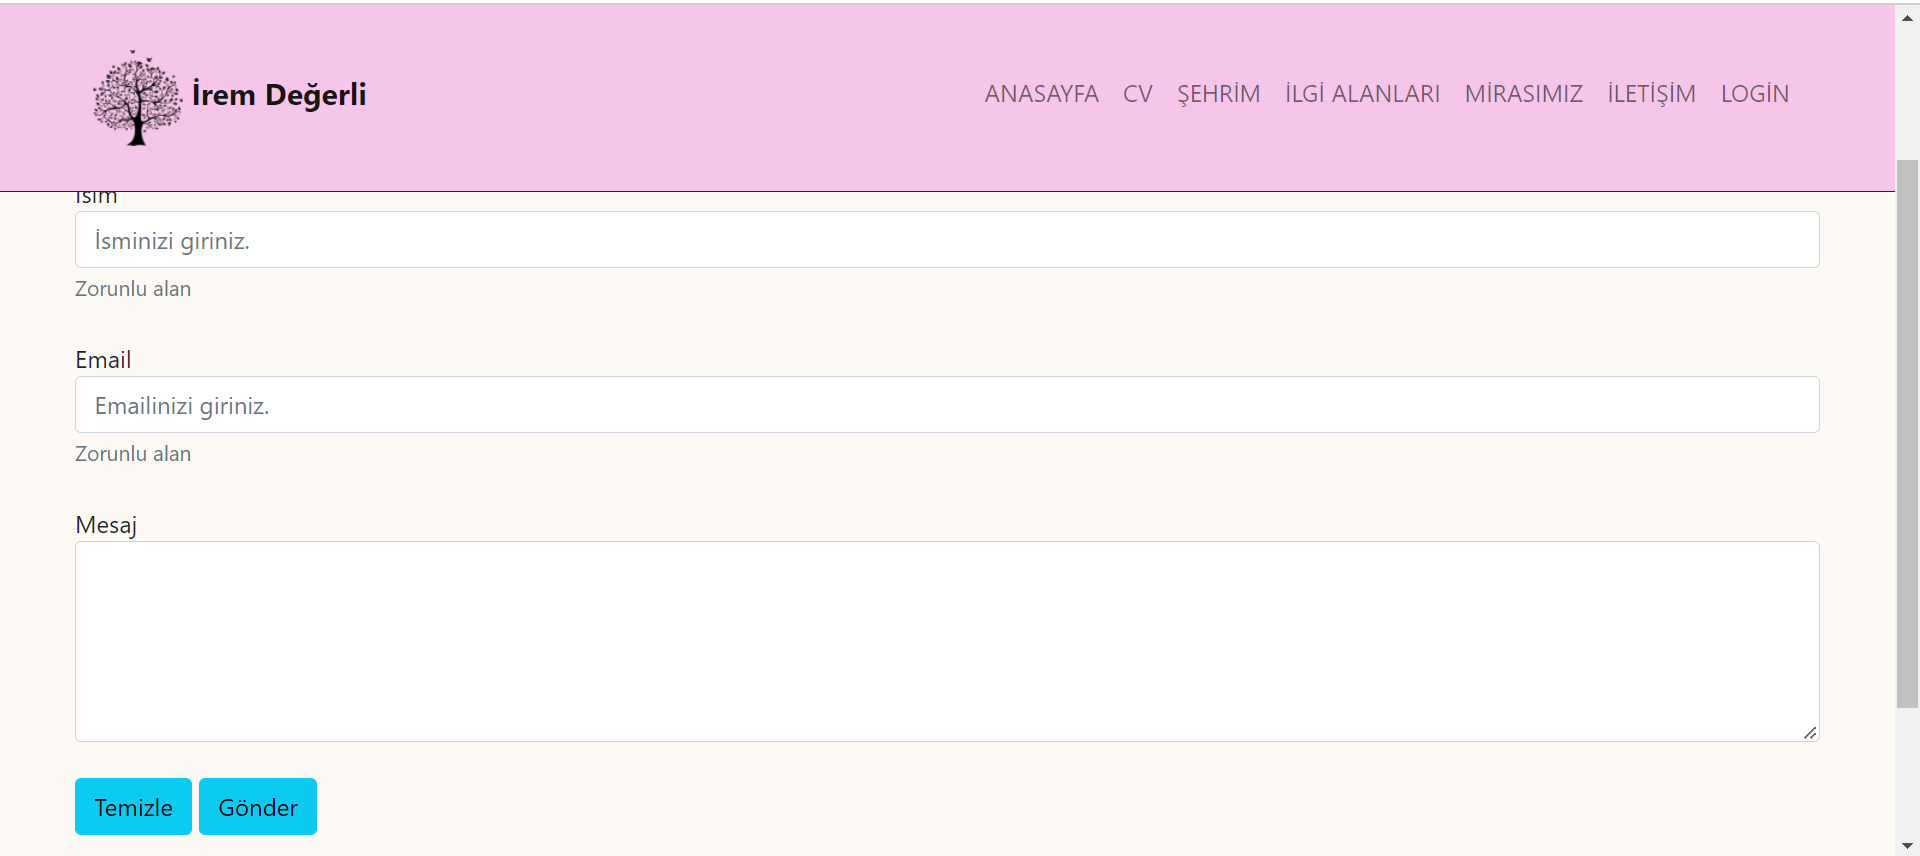 İrem Değerli
ANASAYFA CV ŞEHRİM İLGİ ALANLARI MİRASIMIZ İLETİŞİM LOGİN
İsim
İsminizi giriniz.
Zorunlu alan
Email
Emailinizi giriniz.
Zorunlu alan
Mesaj
Temizle Gönder